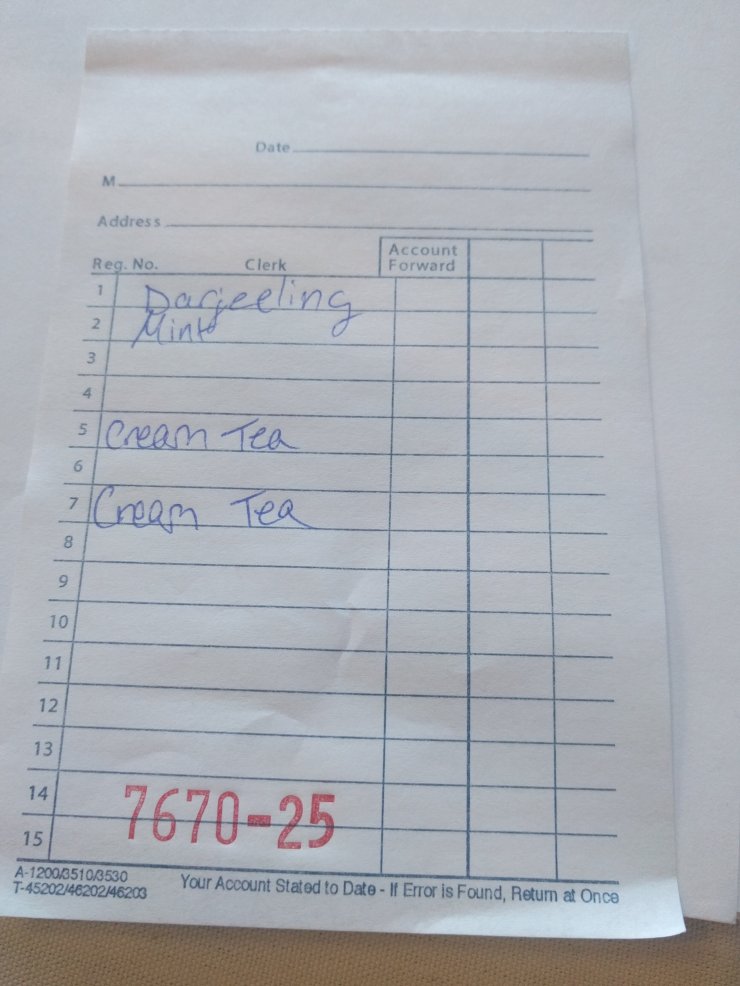 Date
M
Address
Reg. No. Clerk Account Forward
1 Darjeeling
2 Mint
3
4
5 Cream Tea
6
7 Cream Tea
8
9
10
11
12
13
14
7670-25
15
A-1200/3510/3530
T-45202/46202/46203
Your Account Stated to Date - If Error is Found, Return at Once